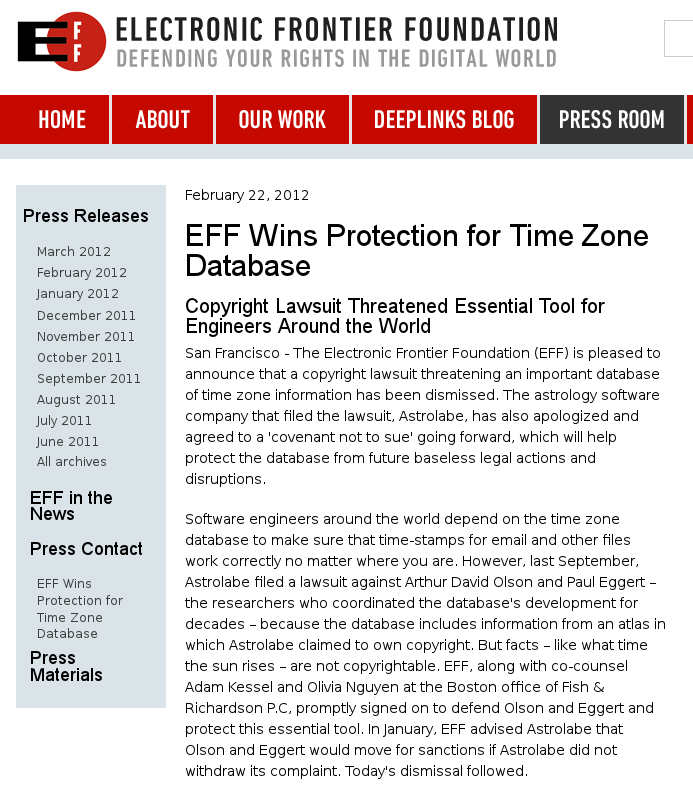 EFF
ELECTRONIC FRONTIER FOUNDATION
DEFENDING YOUR RIGHTS IN THE DIGITAL WORLD
HOME
ABOUT
OUR WORK
DEEPLINKS BLOG
PRESS ROOM
Press Releases
March 2012
February 2012
January 2012
December 2011
November 2011
October 2011
September 2011
August 2011
July 2011
June 2011
All archives
EFF in the
News
Press Contact
EFF Wins
Protection for
Time Zone
Database
Press
Materials
February 22, 2012
EFF Wins Protection for Time Zone
Database
Copyright Lawsuit Threatened Essential Tool for
Engineers Around the World
San Francisco - The Electronic Frontier Foundation (EFF) is pleased to
announce that a copyright lawsuit threatening an important database
of time zone information has been dismissed. The astrology software
company that filed the lawsuit, Astrolabe, has also apologized and
agreed to a 'covenant not to sue' going forward, which will help
protect the database from future baseless legal actions and
disruptions.
Software engineers around the world depend on the time zone
database to make sure that time-stamps for email and other files
work correctly no matter where you are. However, last September,
Astrolabe filed a lawsuit against Arthur David Olson and Paul Eggert –
the researchers who coordinated the database's development for
decades – because the database includes information from an atlas in
which Astrolabe claimed to own copyright. But facts – like what time
the sun rises – are not copyrightable. EFF, along with co-counsel
Adam Kessel and Olivia Nguyen at the Boston office of Fish &
Richardson P.C, promptly signed on to defend Olson and Eggert and
protect this essential tool. In January, EFF advised Astrolabe that
Olson and Eggert would move for sanctions if Astrolabe did not
withdraw its complaint. Today's dismissal followed.